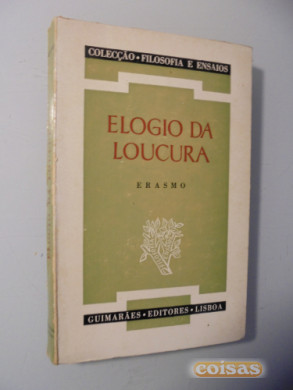 COLECÇÃO • FILOSOFIA E ENSAIOS
ELOGIO DA
LOUCURA
ERASMO
GUIMARÃES • EDITORES • LISBOA
coisas